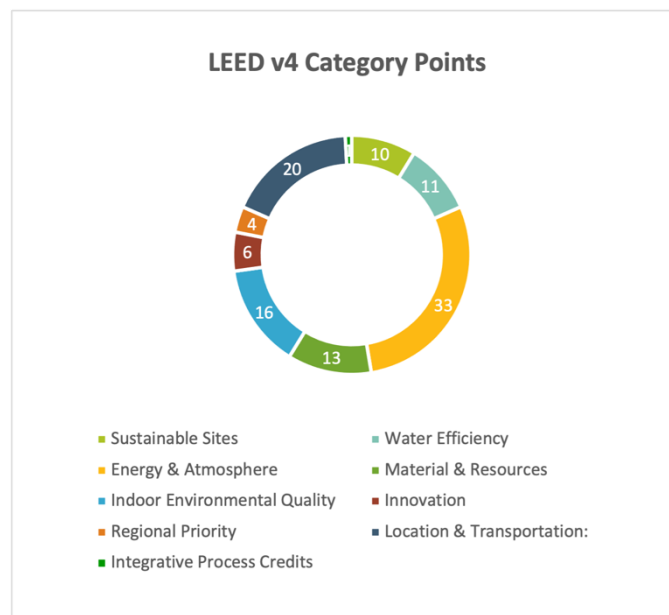 LEED v4 Category Points
10
11
33
13
16
6
4
20
Sustainable Sites
Water Efficiency
Energy & Atmosphere
Material & Resources
Indoor Environmental Quality
Innovation
Regional Priority
Location & Transportation:
Integrative Process Credits